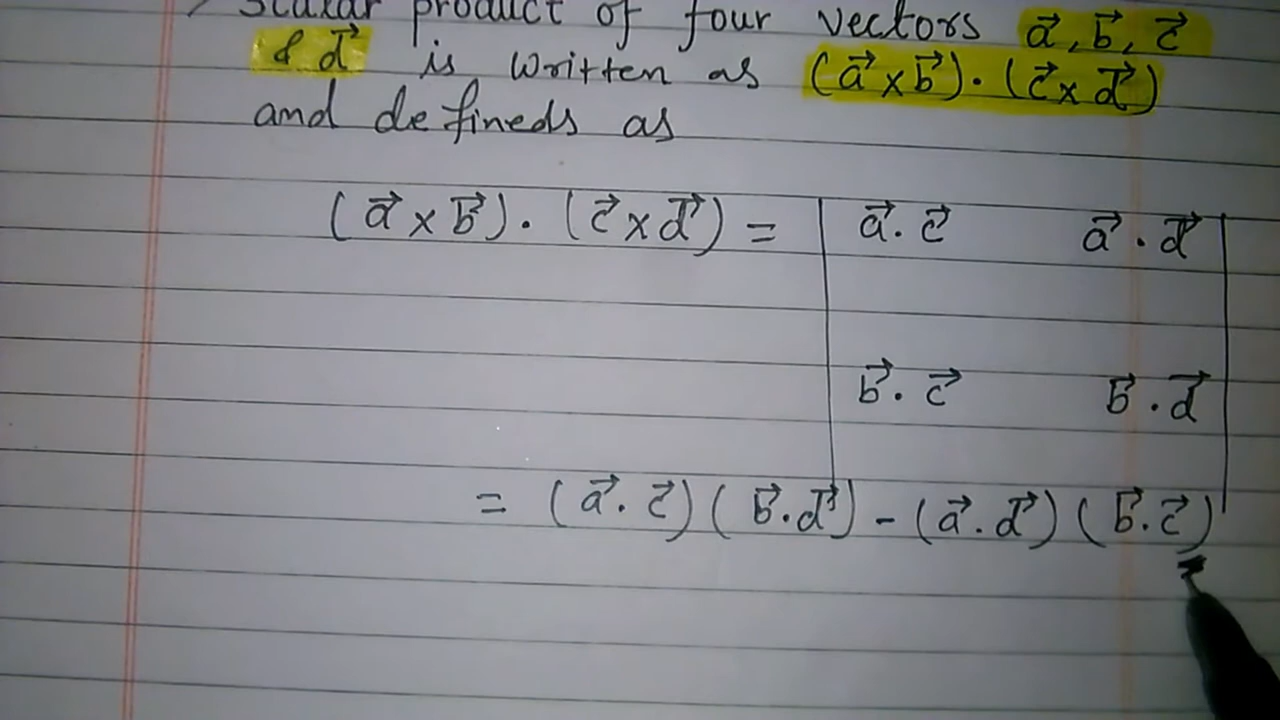 Scalar product of four vectors a⃗, b⃗, c⃗
& d⃗ is written as (a⃗ × b⃗) · (c⃗ × d⃗)
and defineds as
(a⃗ × b⃗) · (c⃗ × d⃗) = | a⃗ · c⃗ a⃗ · d⃗ |
| b⃗ · c⃗ b⃗ · d⃗ |
= (a⃗ · c⃗) (b⃗ · d⃗) - (a⃗ · d⃗) (b⃗ · c⃗)